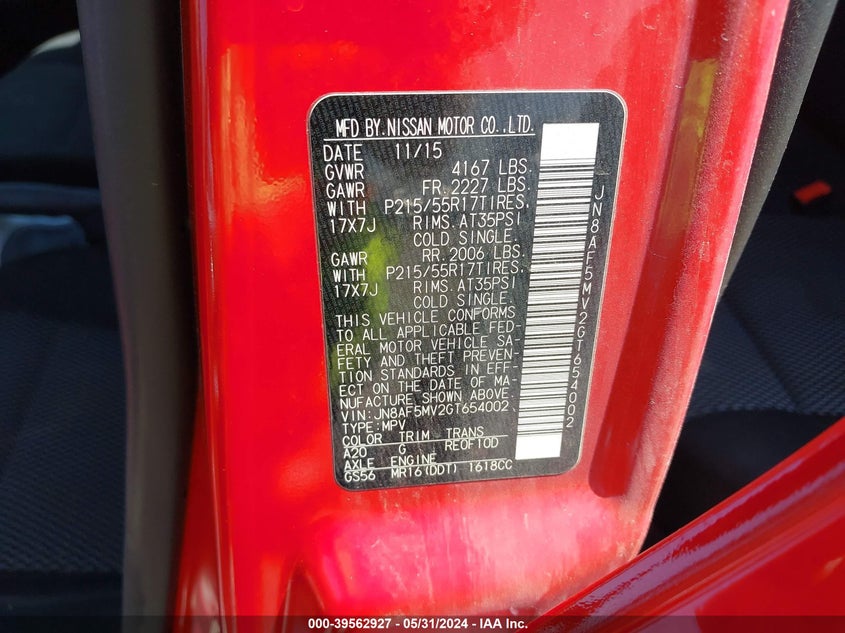 MFD BY.NISSAN MOTOR CO.,LTD.
DATE 11/15
GVWR 4167 LBS.
GAWR FR.2227 LBS.
WITH P215/55R17TIRES,
17X7J RIMS.AT35PSI
COLD SINGLE.
GAWR RR.2006 LBS.
WITH P215/55R17TIRES,
17X7J RIMS.AT35PSI
COLD SINGLE.
THIS VEHICLE CONFORMS
TO ALL APPLICABLE FED-
ERAL MOTOR VEHICLE SA-
FETY AND THEFT PREVEN-
TION STANDARDS IN EFF-
ECT ON THE DATE OF MA-
NUFACTURE SHOWN ABOVE.
VIN:JN8AF5MV2GT654002
TYPE:MPV
COLOR TRIM TRANS
A20 G RE0F10D
AXLE ENGINE
GS56 MR16(DDT) 1618CC
JN8AF5MV2GT654002
000-39562927 - 05/31/2024 - IAA Inc.